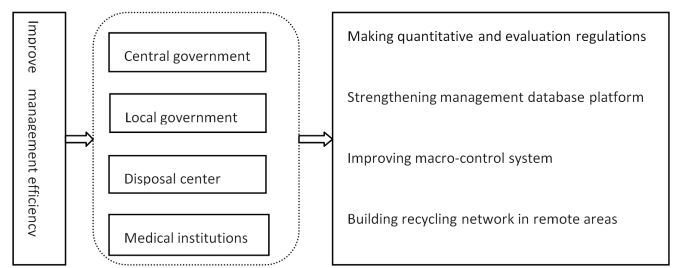 Improve management efficiency
Central government
Local government
Disposal center
Medical institutions
Making quantitative and evaluation regulations
Strengthening management database platform
Improving macro-control system
Building recycling network in remote areas